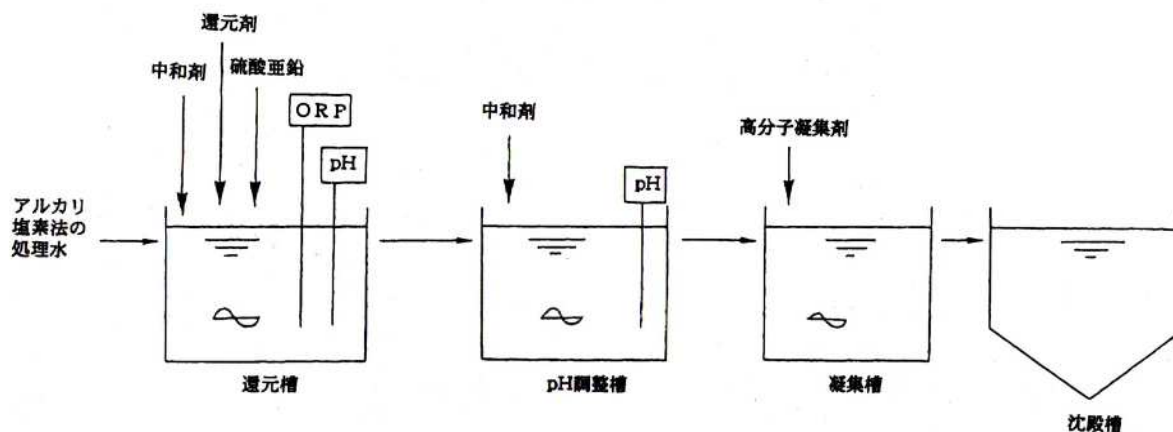 還元剤
中和剤
硫酸亜鉛
ORP
pH
中和剤
pH
高分子凝集剤
アルカリ
塩素法の
処理水
還元槽
pH調整槽
凝集槽
沈殿槽